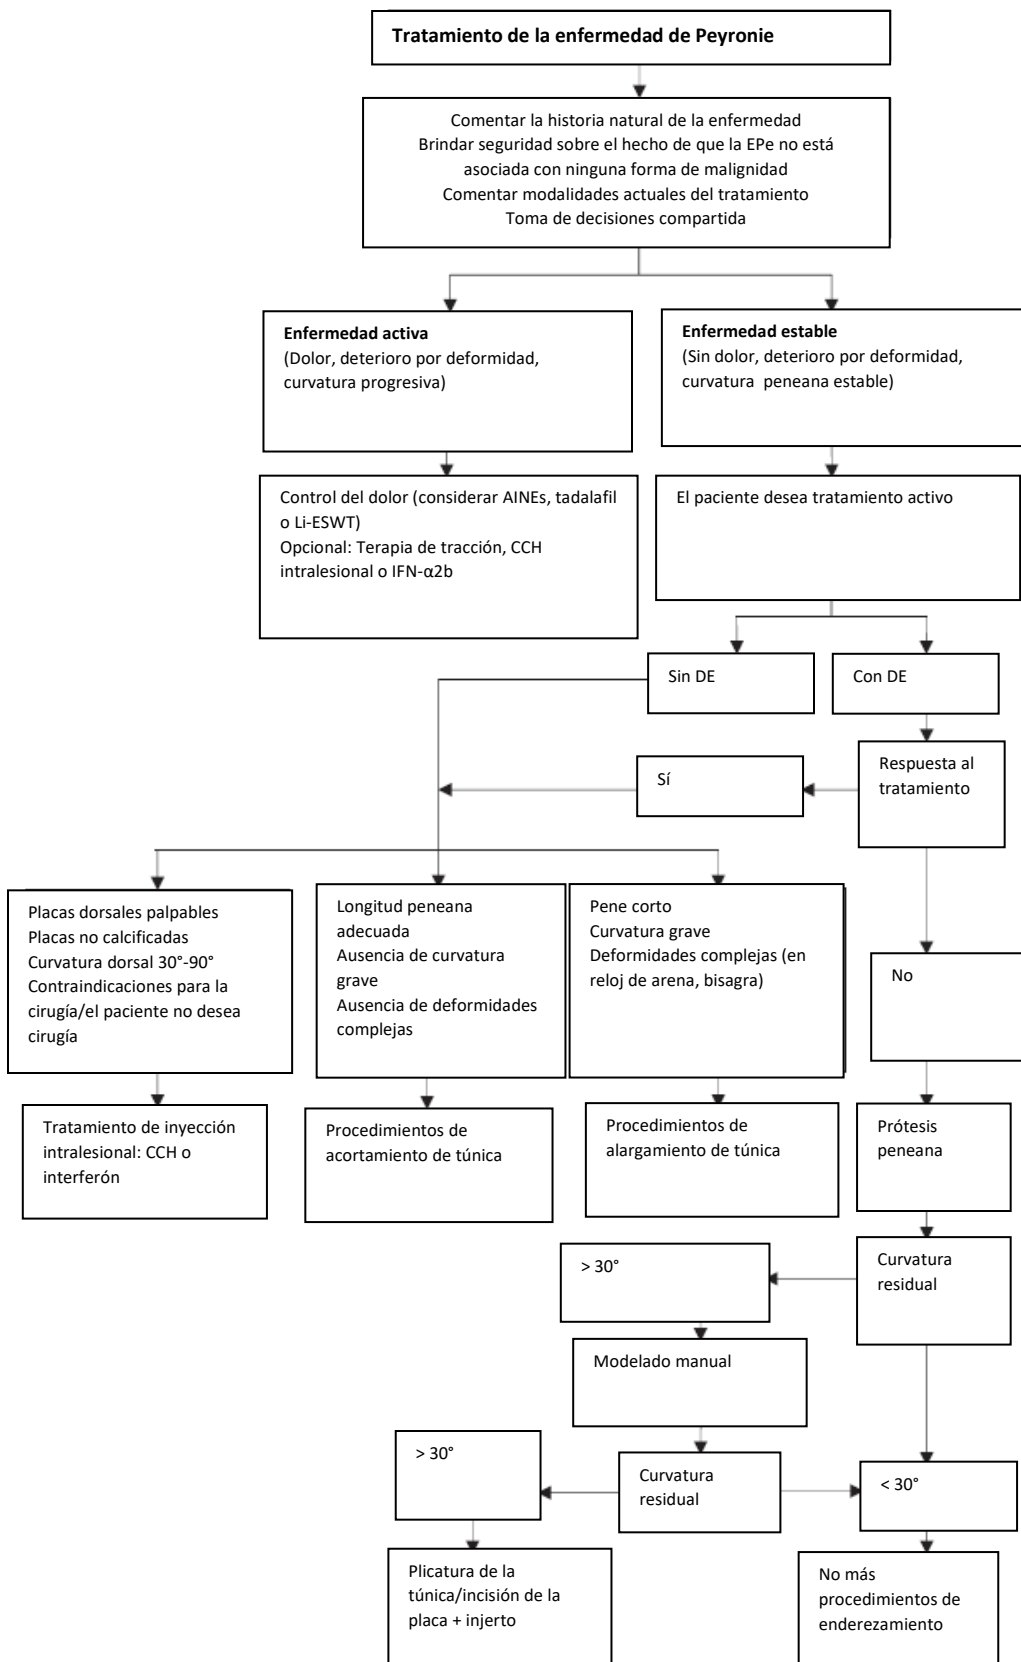 Tratamiento de la enfermedad de Peyronie
Comentar la historia natural de la enfermedad
Brindar seguridad sobre el hecho de que la EPe no está
asociada con ninguna forma de malignidad
Comentar modalidades actuales del tratamiento
Toma de decisiones compartida
Enfermedad activa
(Dolor, deterioro por deformidad,
curvatura progresiva)
Enfermedad estable
(Sin dolor, deterioro por deformidad,
curvatura peneana estable)
Control del dolor (considerar AINEs, tadalafil
o Li-ESWT)
Opcional: Terapia de tracción, CCH
intralesional o IFN-α2b
El paciente desea tratamiento activo
Sin DE
Con DE
Respuesta al
tratamiento
Sí
Placas dorsales palpables
Placas no calcificadas
Curvatura dorsal 30°-90°
Contraindicaciones para la
cirugía/el paciente no desea
cirugía
Longitud peneana
adecuada
Ausencia de curvatura
grave
Ausencia de deformidades
complejas
Pene corto
Curvatura grave
Deformidades complejas (en
reloj de arena, bisagra)
No
Tratamiento de inyección
intralesional: CCH o
interferón
Procedimientos de
acortamiento de túnica
Procedimientos de
alargamiento de túnica
Prótesis
peneana
> 30°
Curvatura
residual
Modelado manual
> 30°
Curvatura
residual
< 30°
Plicatura de la
túnica/incisión de la
placa + injerto
No más
procedimientos de
enderezamiento